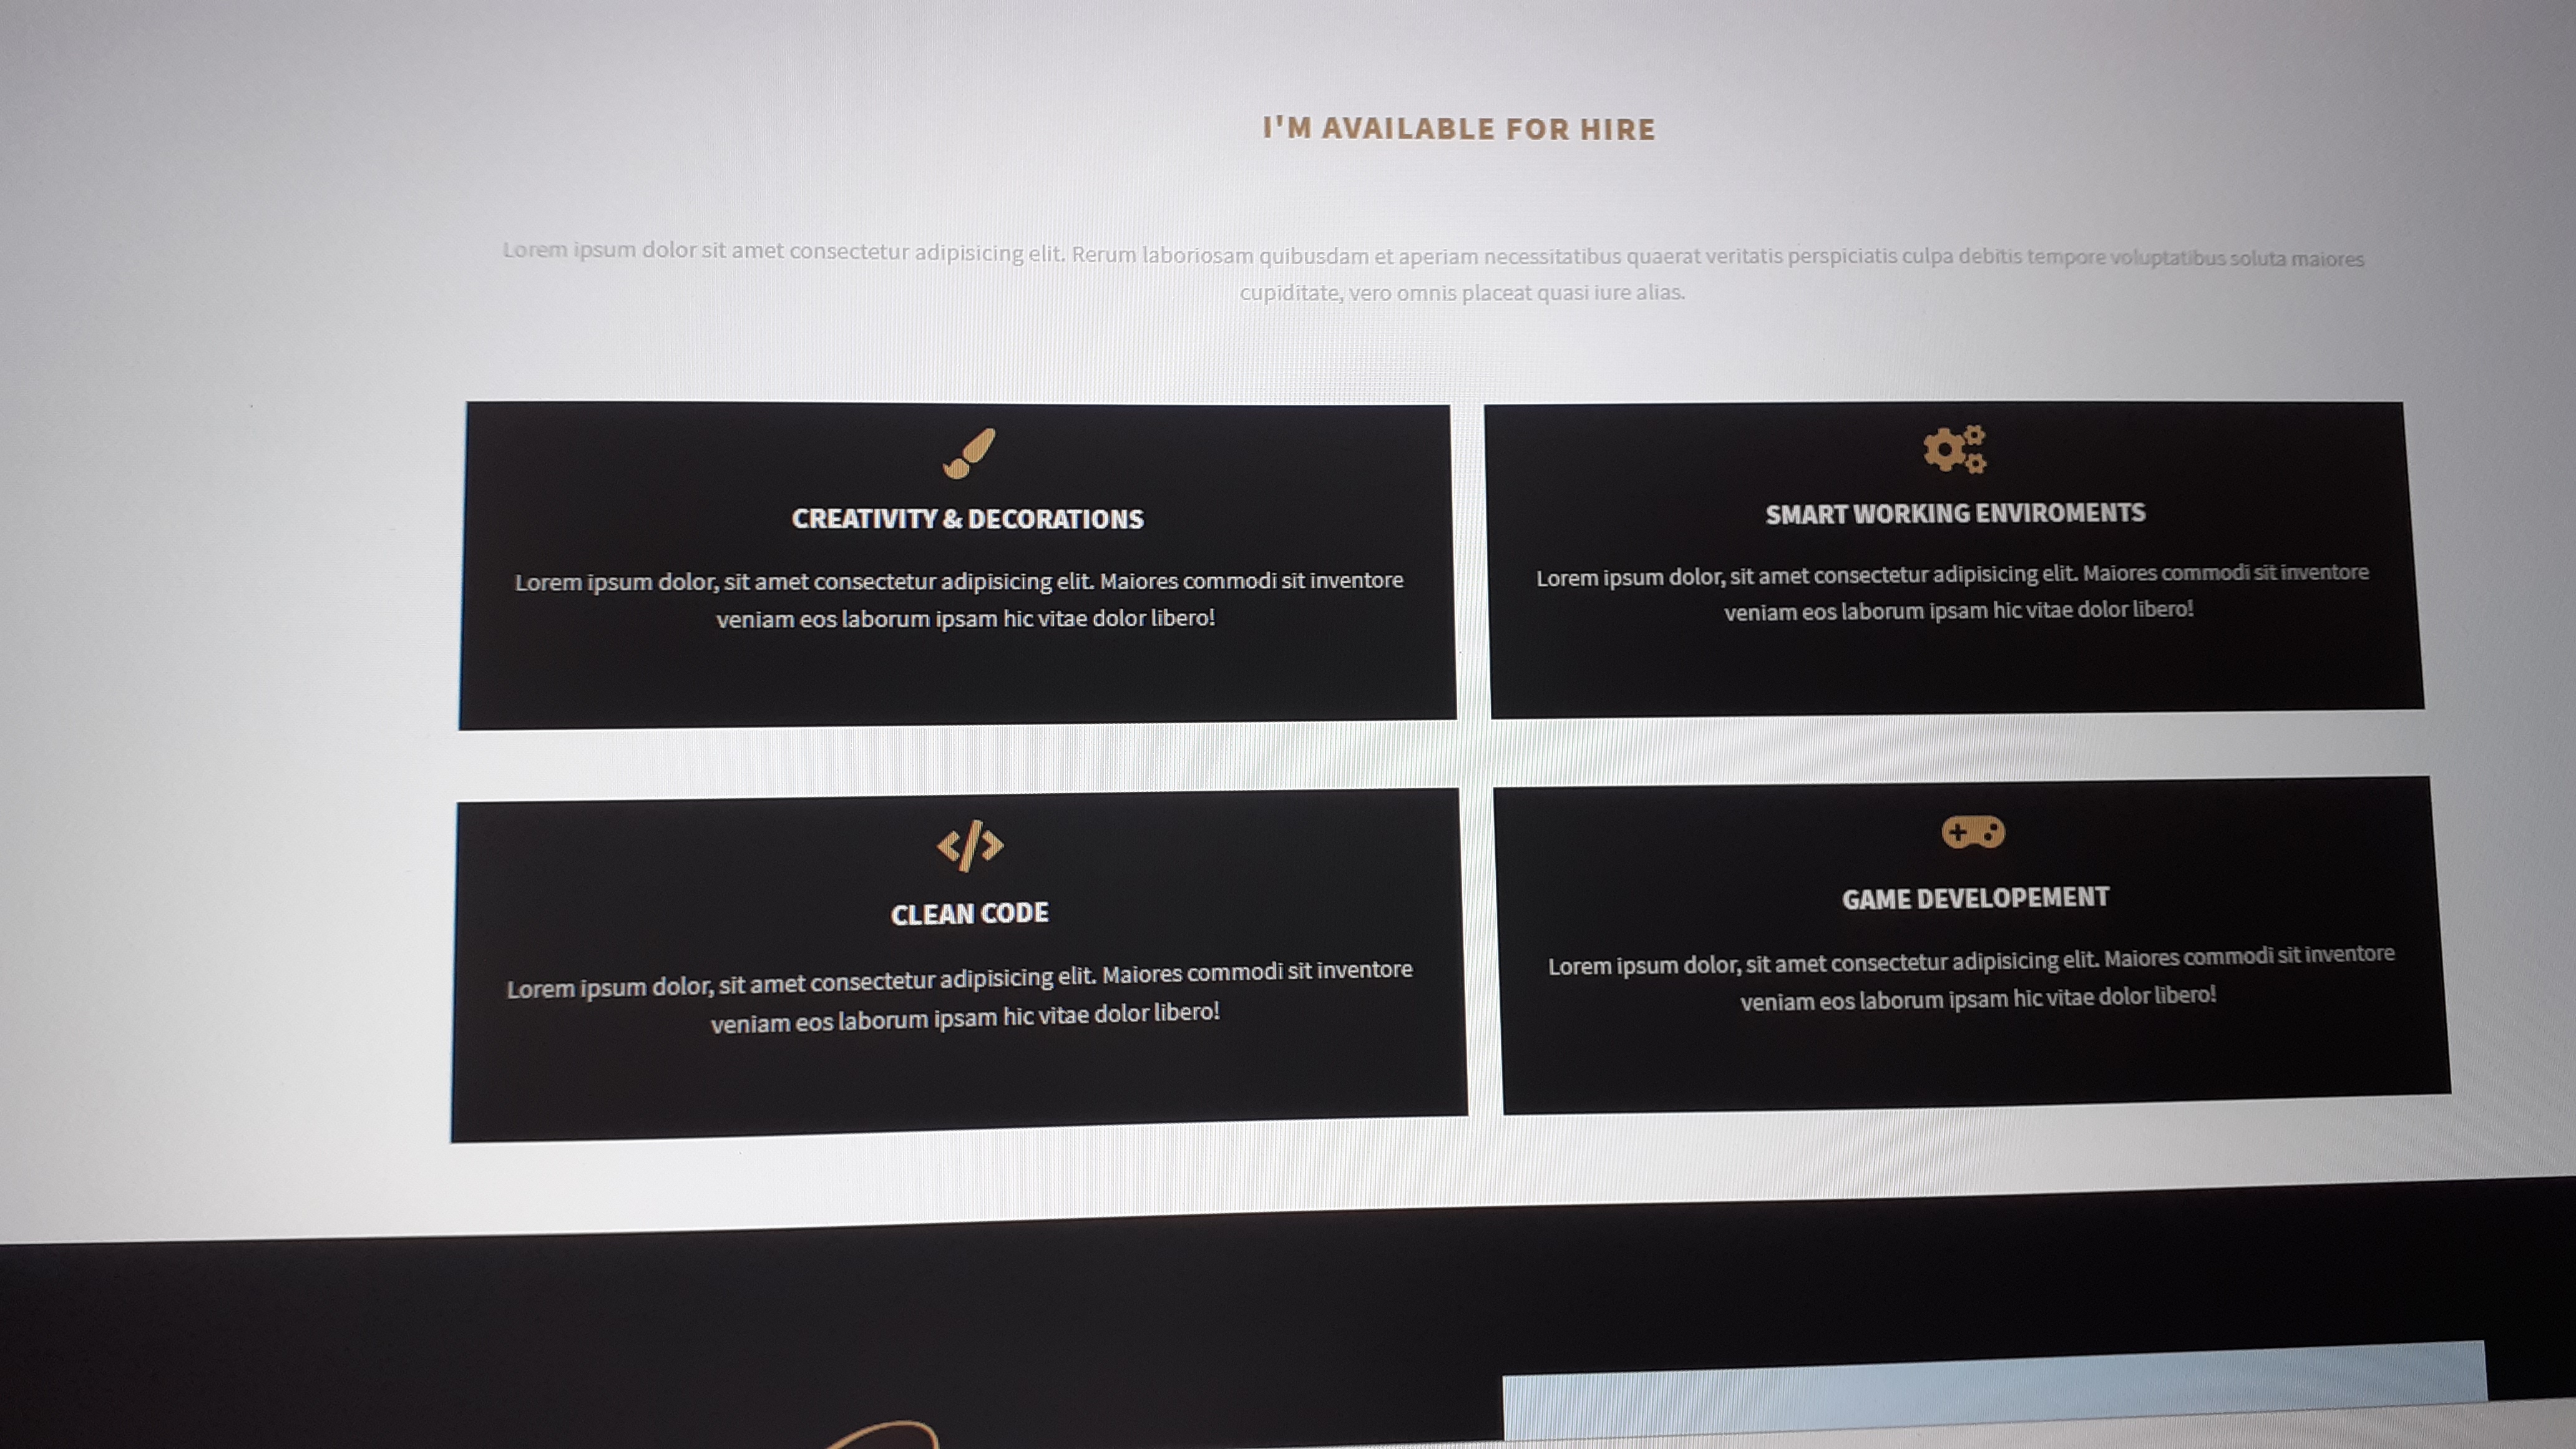 I'M AVAILABLE FOR HIRE
Lorem ipsum dolor sit amet consectetur adipisicing elit. Rerum laboriosam quibusdam et aperiam necessitatibus quaerat veritatis perspiciatis culpa debitis tempore voluptatibus soluta maiores
cupiditate, vero omnis placeat quasi iure alias.
CREATIVITY & DECORATIONS
Lorem ipsum dolor, sit amet consectetur adipisicing elit. Maiores commodi sit inventore
veniam eos laborum ipsam hic vitae dolor libero!
SMART WORKING ENVIROMENTS
Lorem ipsum dolor, sit amet consectetur adipisicing elit. Maiores commodi sit inventore
veniam eos laborum ipsam hic vitae dolor libero!
CLEAN CODE
Lorem ipsum dolor, sit amet consectetur adipisicing elit. Maiores commodi sit inventore
veniam eos laborum ipsam hic vitae dolor libero!
GAME DEVELOPEMENT
Lorem ipsum dolor, sit amet consectetur adipisicing elit. Maiores commodi sit inventore
veniam eos laborum ipsam hic vitae dolor libero!